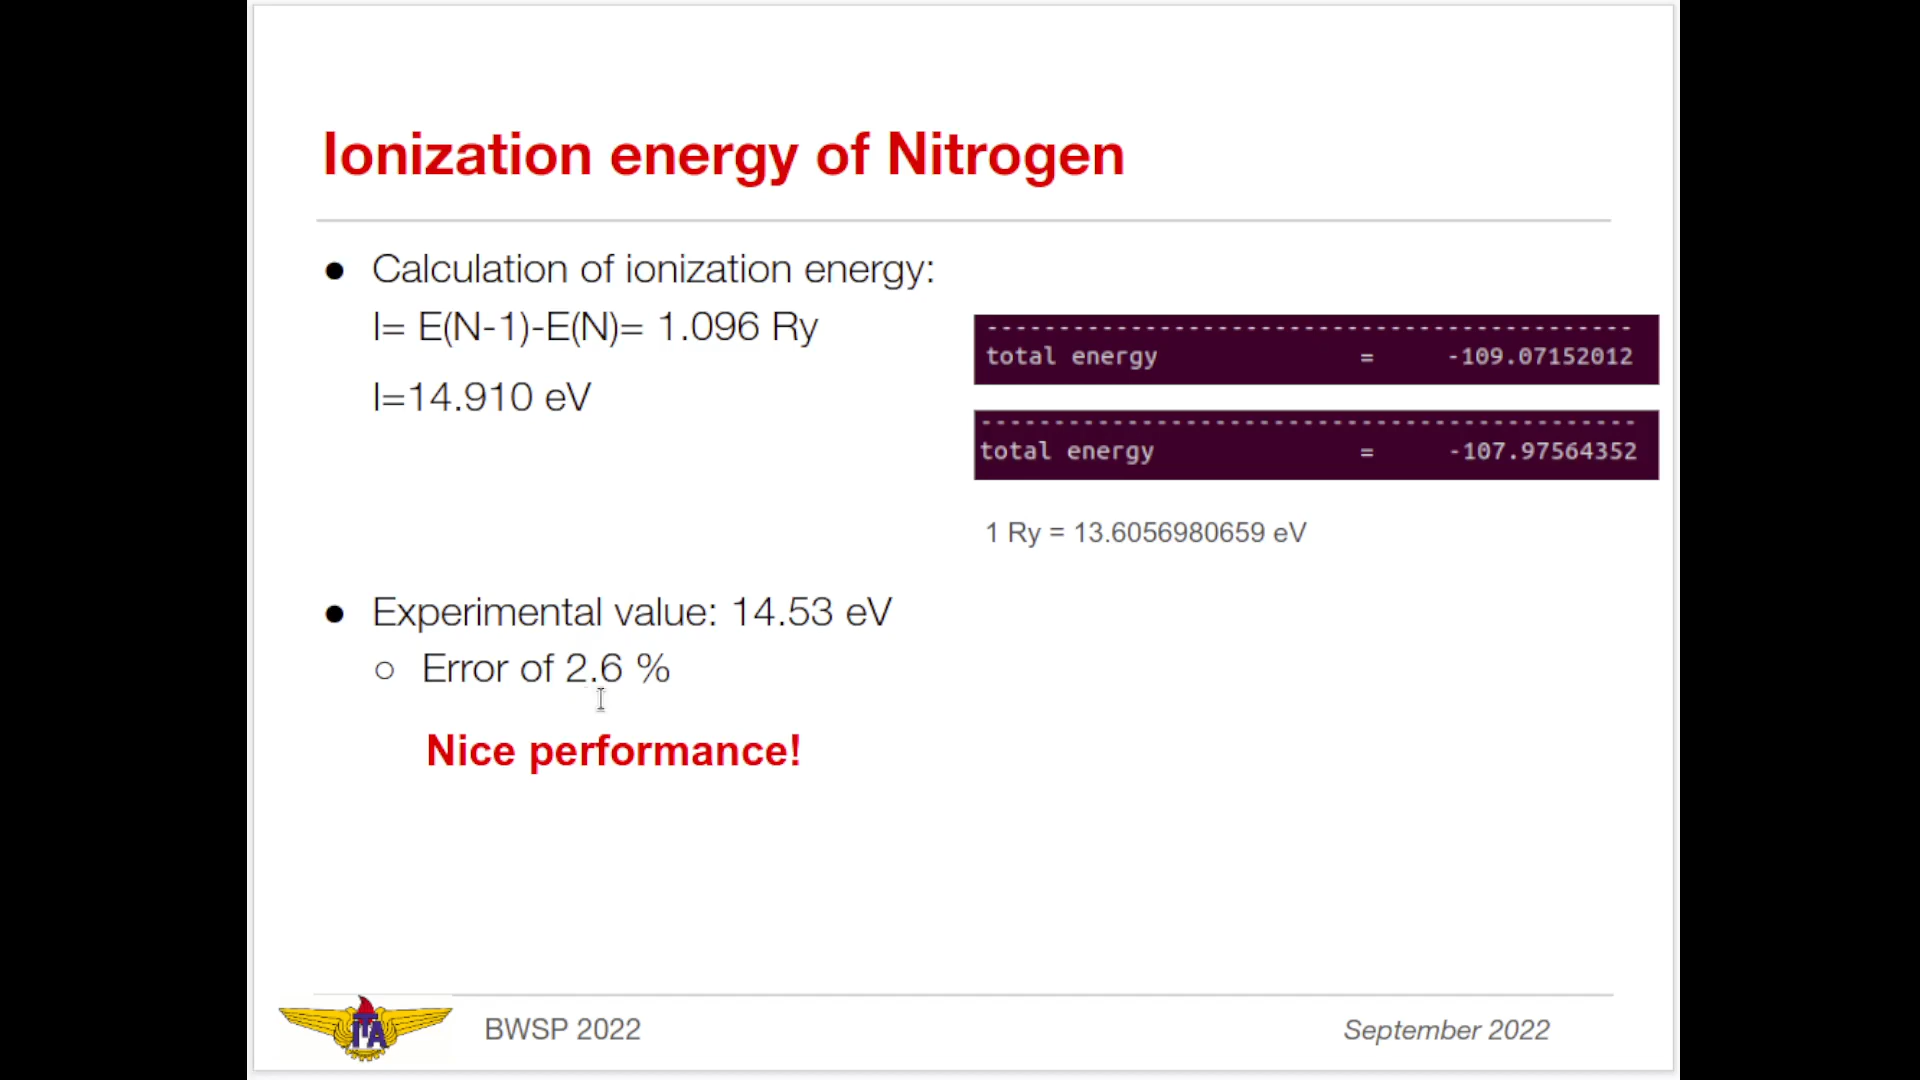 Ionization energy of Nitrogen
● Calculation of ionization energy:
I= E(N-1)-E(N)= 1.096 Ry
I=14.910 eV
---------------------------------------------
total energy = -109.07152012
---------------------------------------------
total energy = -107.97564352
1 Ry = 13.6056980659 eV
● Experimental value: 14.53 eV
○ Error of 2.6 %
Nice performance!
ITA
BWSP 2022
September 2022